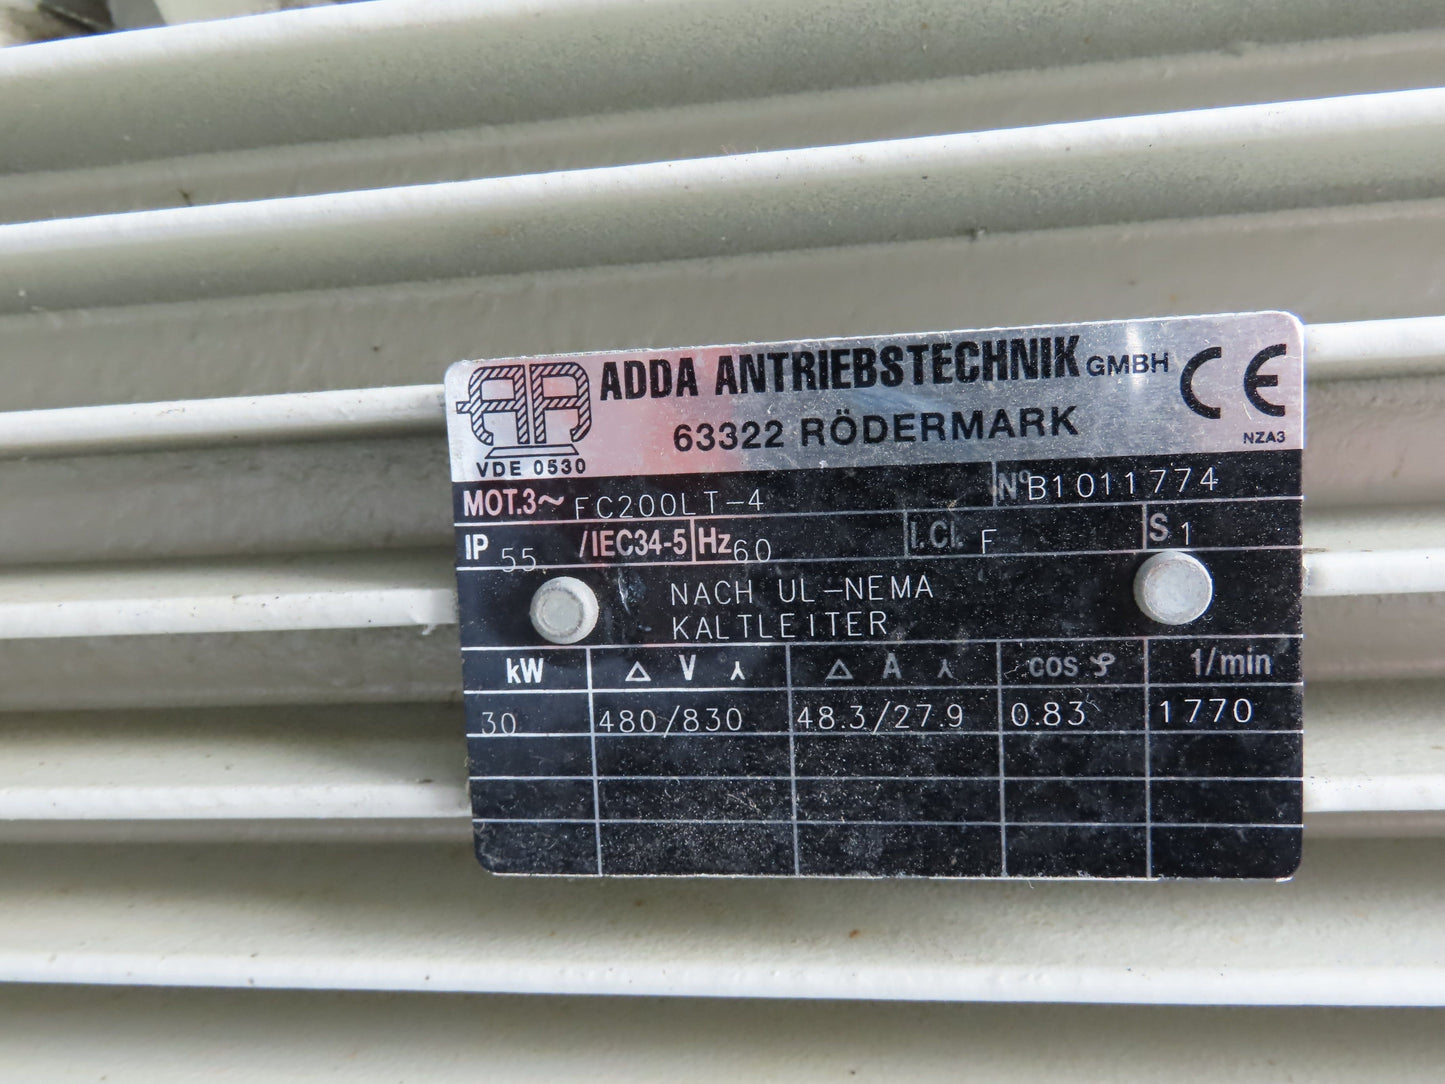 ADDA ANTRIEBSTECHNIK GMBH CE
63322 RÖDERMARK
VDE 0530
NZA3
MOT.3~ FC200LT-4 Nº B1011774
IP 55 /IEC34-5 Hz 60 I.Cl. F S 1
NACH UL-NEMA
KALTLEITER
kW △ V ⅄ △ A ⅄ cos φ 1/min
30 480/830 48.3/27.9 0.83 1770